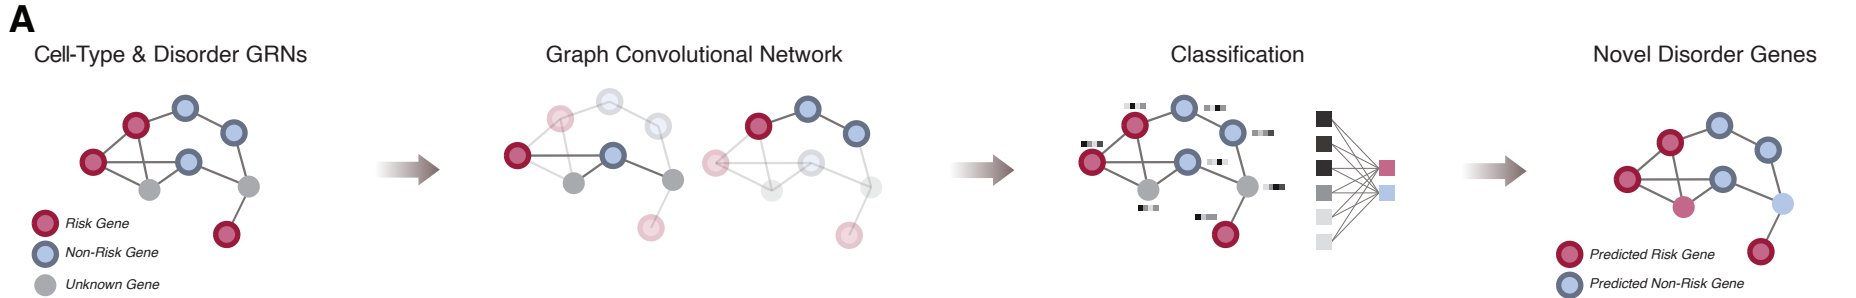 A
Cell-Type & Disorder GRNs
Graph Convolutional Network
Classification
Novel Disorder Genes
Risk Gene
Non-Risk Gene
Unknown Gene
Predicted Risk Gene
Predicted Non-Risk Gene